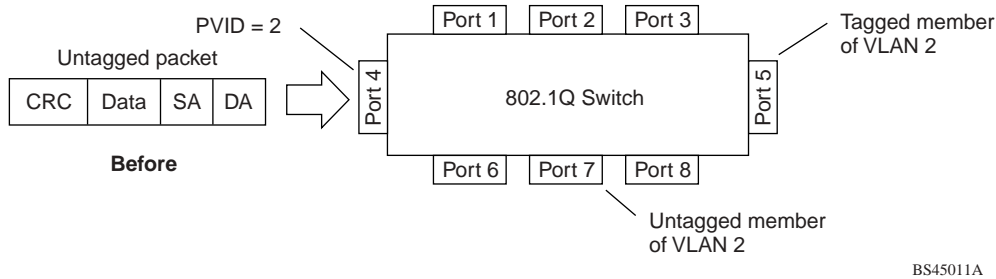 PVID = 2
Port 1
Port 2
Port 3
Tagged member
of VLAN 2
Untagged packet
CRC
Data
SA
DA
Port 4
802.1Q Switch
Port 5
Before
Port 6
Port 7
Port 8
Untagged member
of VLAN 2
BS45011A